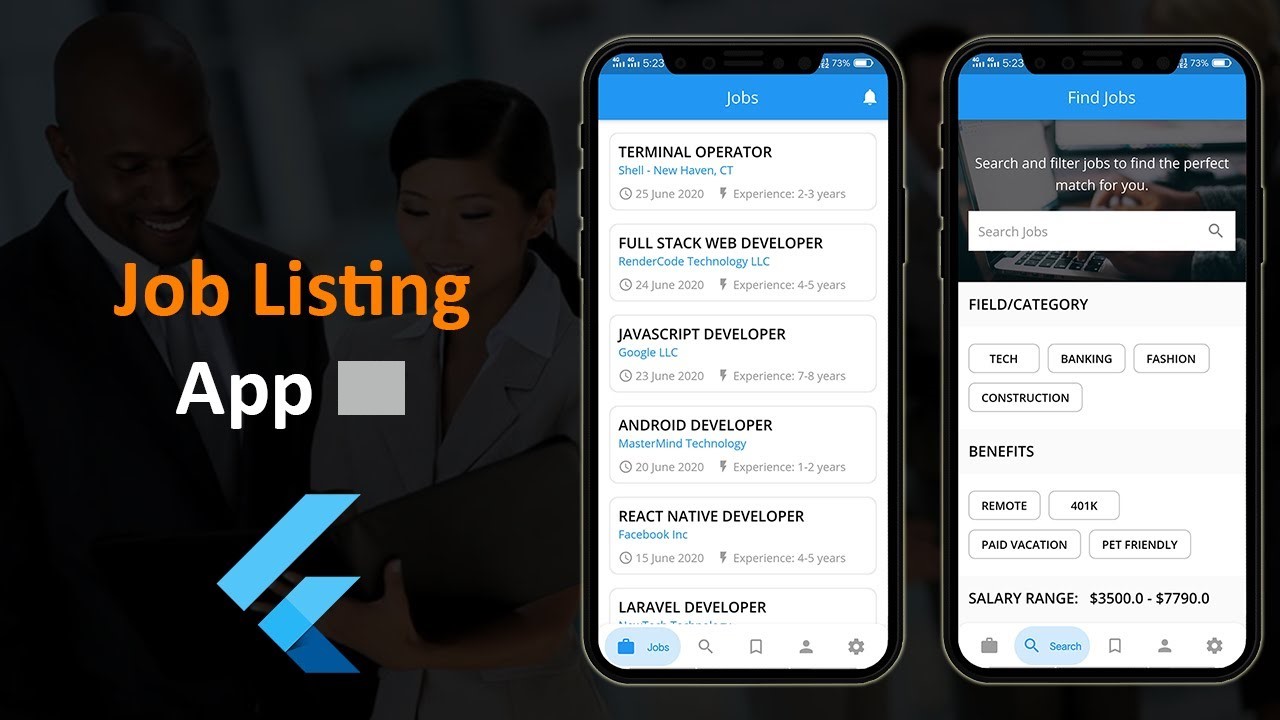 Job Listing
App
5:23
73%
Jobs
TERMINAL OPERATOR
Shell - New Haven, CT
25 June 2020 Experience: 2-3 years
FULL STACK WEB DEVELOPER
RenderCode Technology LLC
24 June 2020 Experience: 4-5 years
JAVASCRIPT DEVELOPER
Google LLC
23 June 2020 Experience: 7-8 years
ANDROID DEVELOPER
MasterMind Technology
20 June 2020 Experience: 1-2 years
REACT NATIVE DEVELOPER
Facebook Inc
15 June 2020 Experience: 4-5 years
LARAVEL DEVELOPER
Jobs
5:23
73%
Find Jobs
Search and filter jobs to find the perfect
match for you.
Search Jobs
FIELD/CATEGORY
TECH BANKING FASHION
CONSTRUCTION
BENEFITS
REMOTE 401K
PAID VACATION PET FRIENDLY
SALARY RANGE: $3500.0 - $7790.0
Search